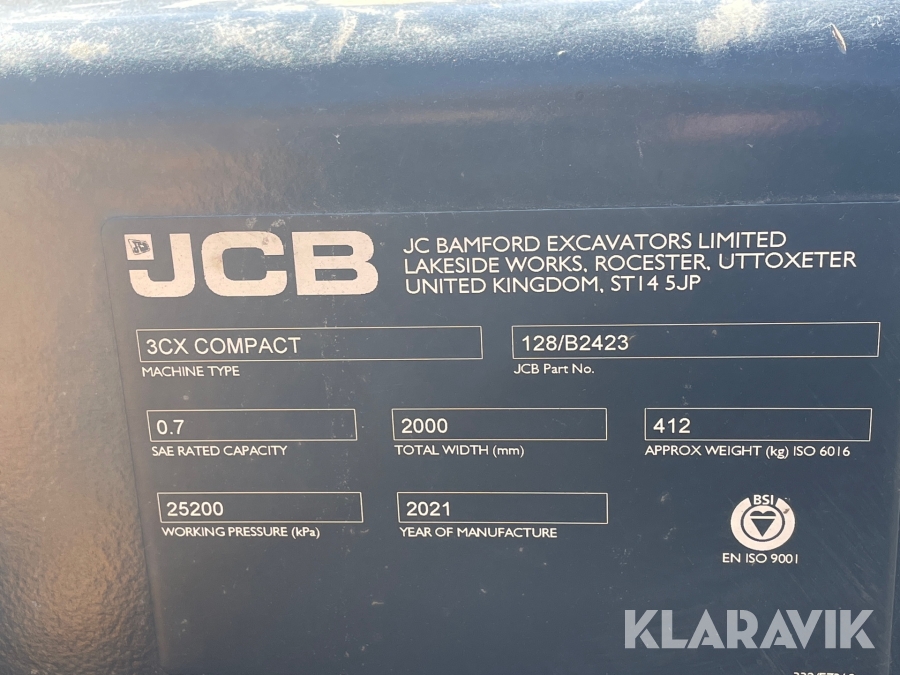 JCB
JC BAMFORD EXCAVATORS LIMITED
LAKESIDE WORKS, ROCESTER, UTTOXETER
UNITED KINGDOM, ST14 5JP
3CX COMPACT
MACHINE TYPE
128/B2423
JCB Part No.
0.7
SAE RATED CAPACITY
2000
TOTAL WIDTH (mm)
412
APPROX WEIGHT (kg) ISO 6016
25200
WORKING PRESSURE (kPa)
2021
YEAR OF MANUFACTURE
BSI
EN ISO 9001
KLARAVIK